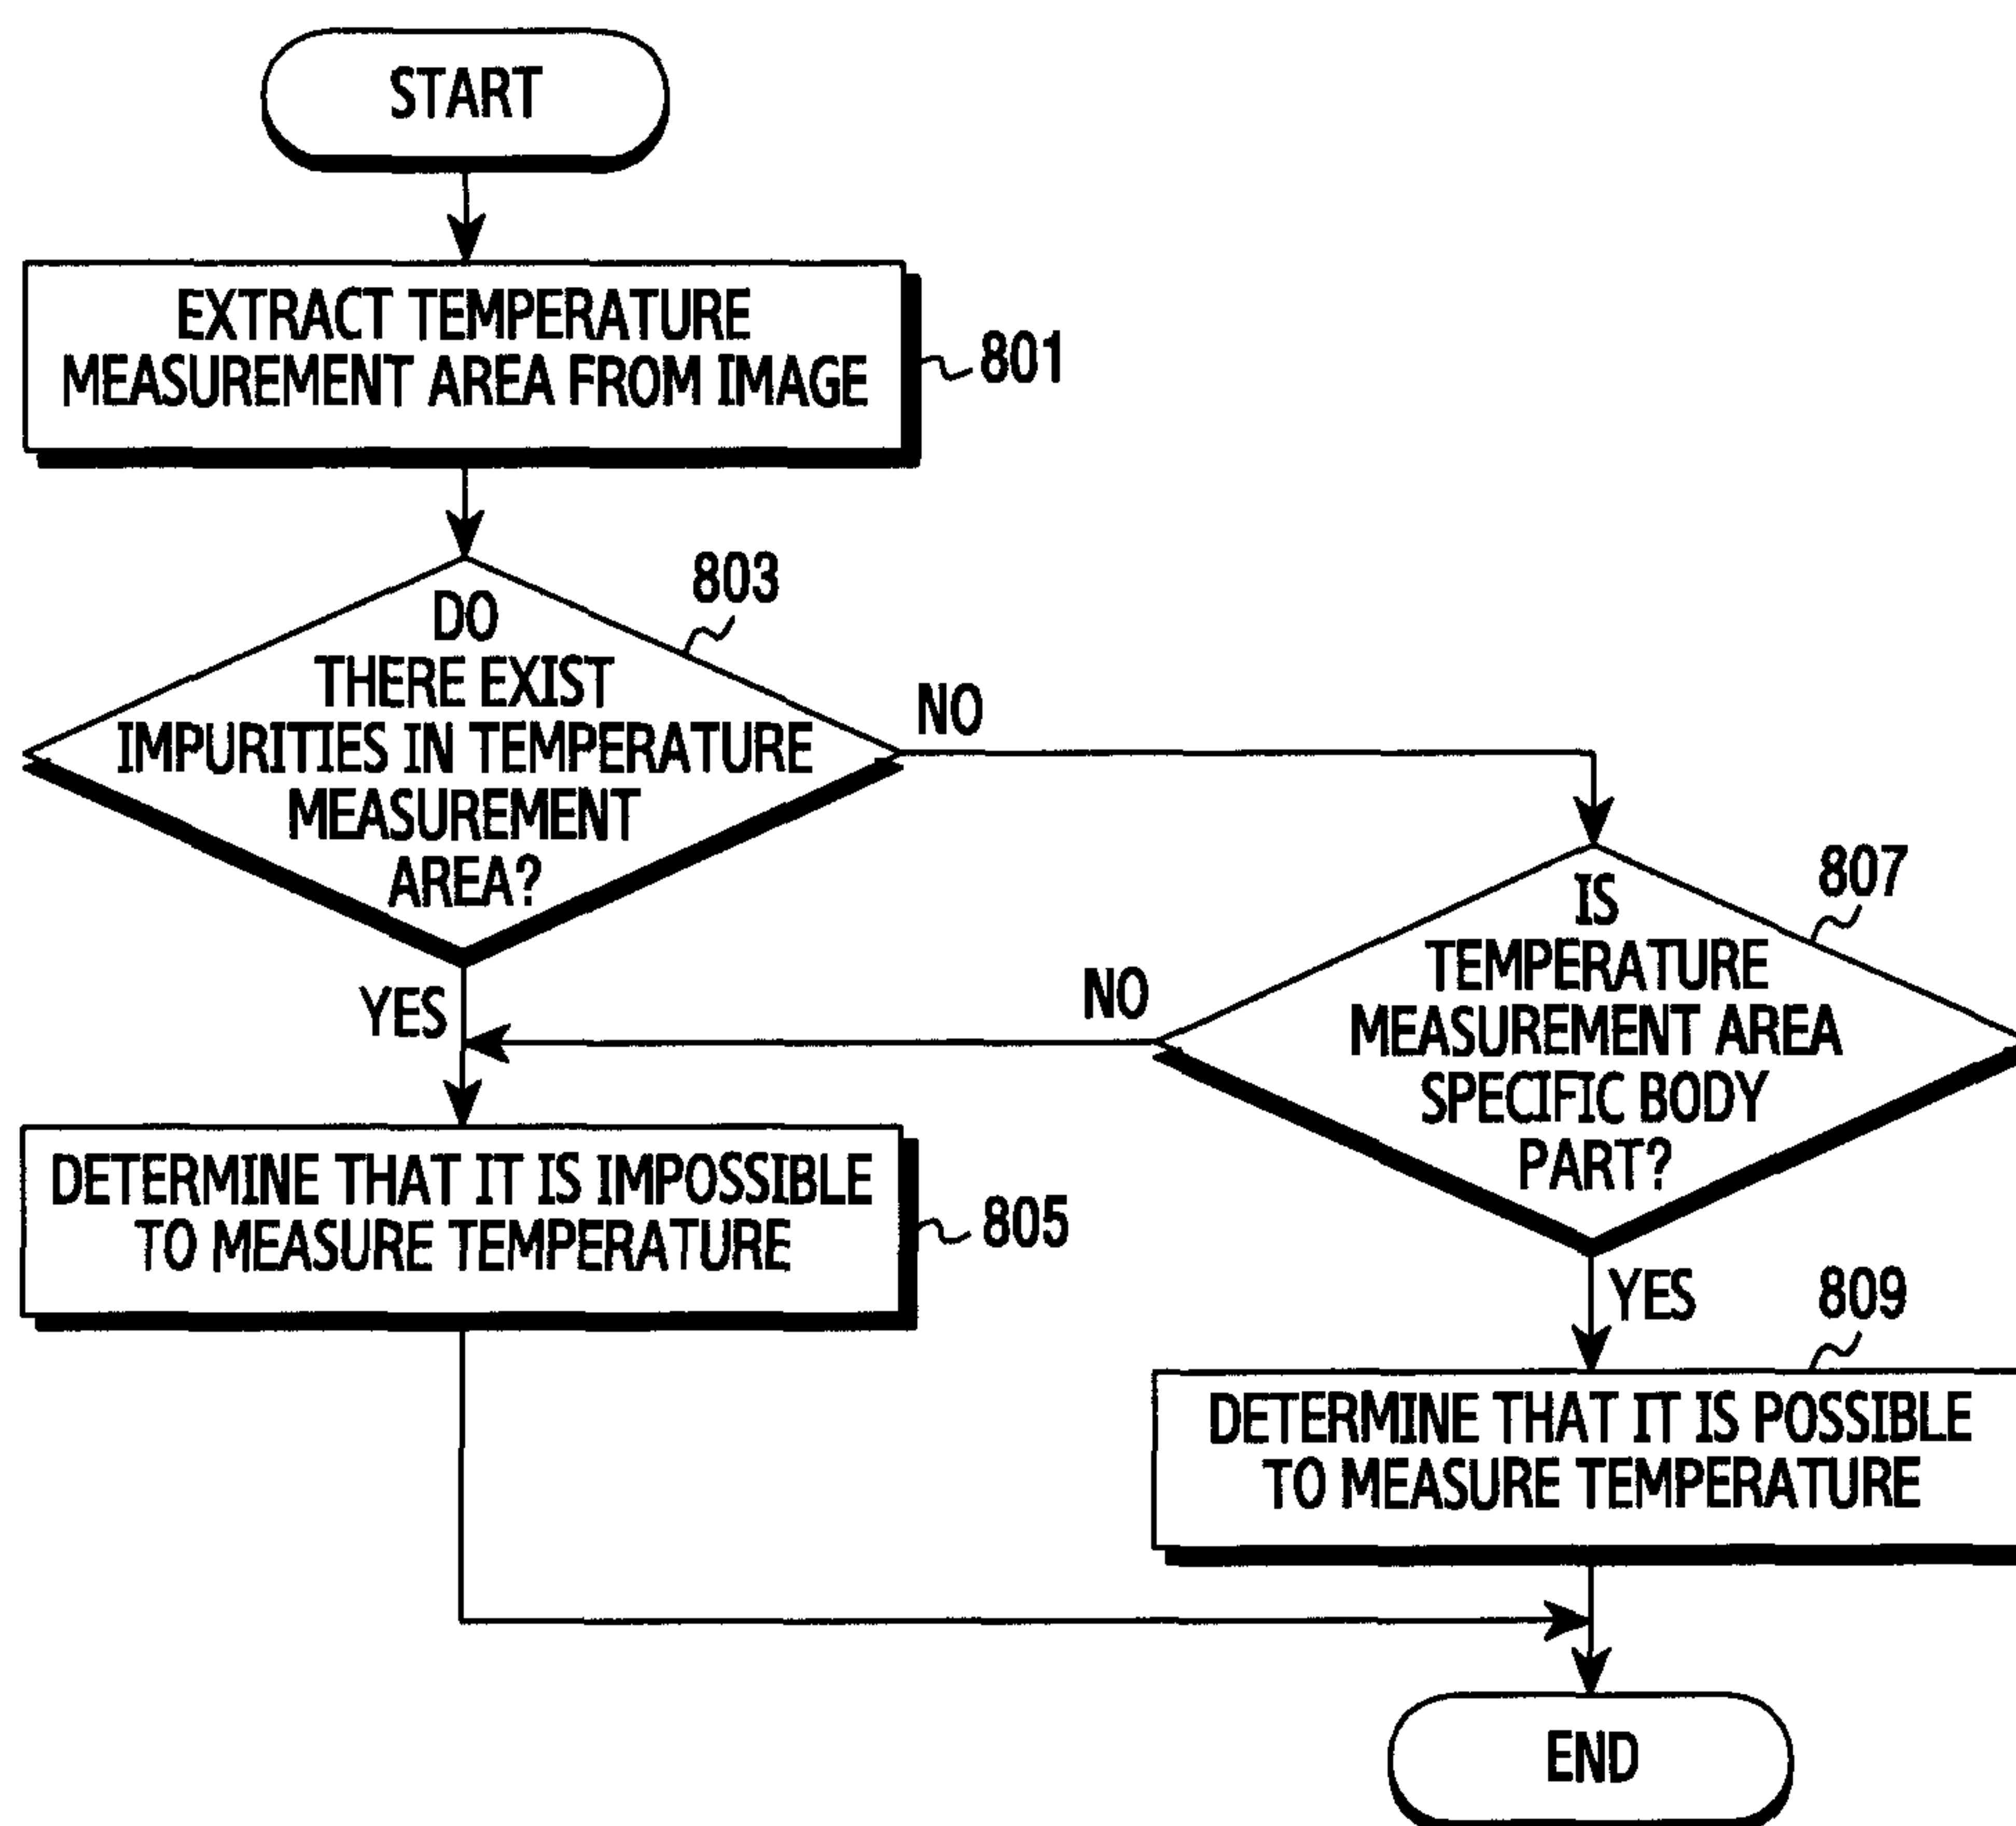 START
EXTRACT TEMPERATURE
MEASUREMENT AREA FROM IMAGE
801
803
DO
THERE EXIST
IMPURITIES IN TEMPERATURE
MEASUREMENT
AREA?
NO
YES
807
IS
TEMPERATURE
MEASUREMENT AREA
SPECIFIC BODY
PART?
NO
YES
DETERMINE THAT IT IS IMPOSSIBLE
TO MEASURE TEMPERATURE
805
809
DETERMINE THAT IT IS POSSIBLE
TO MEASURE TEMPERATURE
END